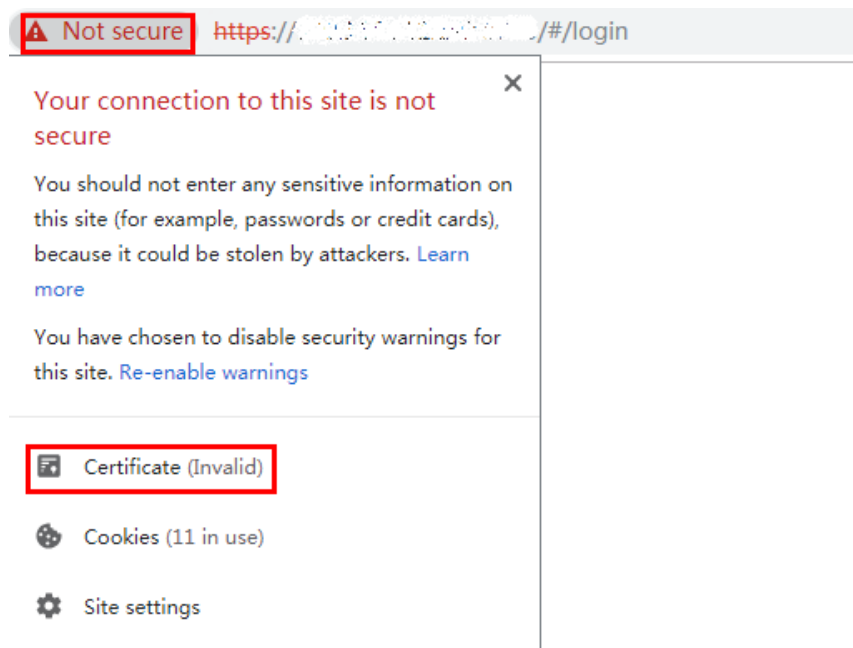 Not secure https:// /#/login
Your connection to this site is not
secure
You should not enter any sensitive information on
this site (for example, passwords or credit cards),
because it could be stolen by attackers. Learn
more
You have chosen to disable security warnings for
this site. Re-enable warnings
Certificate (Invalid)
Cookies (11 in use)
Site settings